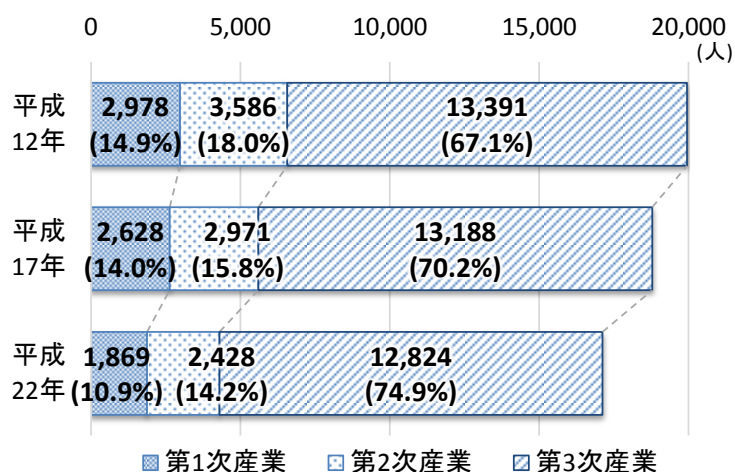 0 5,000 10,000 15,000 20,000
(人)
平成
12年
2,978 3,586 13,391
(14.9%) (18.0%) (67.1%)
平成
17年
2,628 2,971 13,188
(14.0%) (15.8%) (70.2%)
平成
22年
1,869 2,428 12,824
(10.9%) (14.2%) (74.9%)
第1次産業 第2次産業 第3次産業